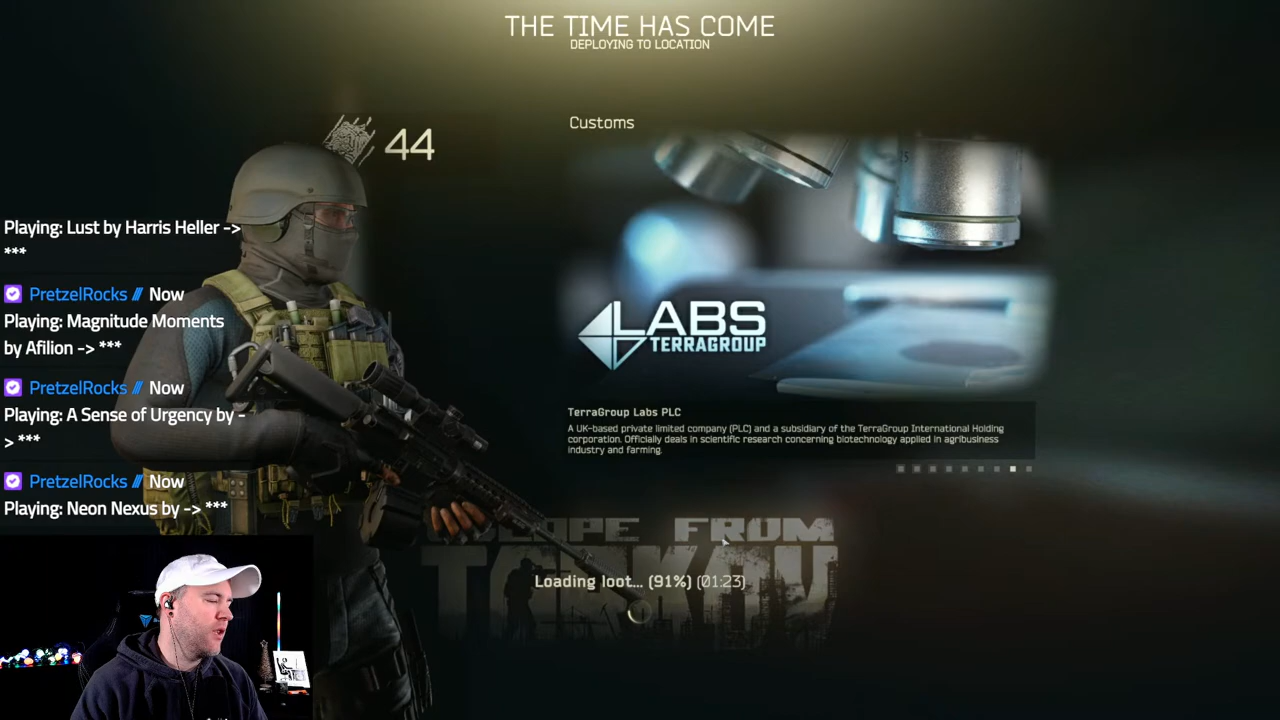 THE TIME HAS COME
DEPLOYING TO LOCATION
44
Customs
Playing: Lust by Harris Heller ->
***
PretzelRocks // Now
Playing: Magnitude Moments
by Afilion -> ***
PretzelRocks // Now
Playing: A Sense of Urgency by -
> ***
PretzelRocks // Now
Playing: Neon Nexus by -> ***
LABS
TERRAGROUP
TerraGroup Labs PLC
A UK-based private limited company (PLC) and a subsidiary of the TerraGroup International Holding
corporation. Officially deals in scientific research concerning biotechnology applied in agribusiness
industry and farming.
ESCAPE FROM
TARKOV
Loading loot... (91%) (01:23)